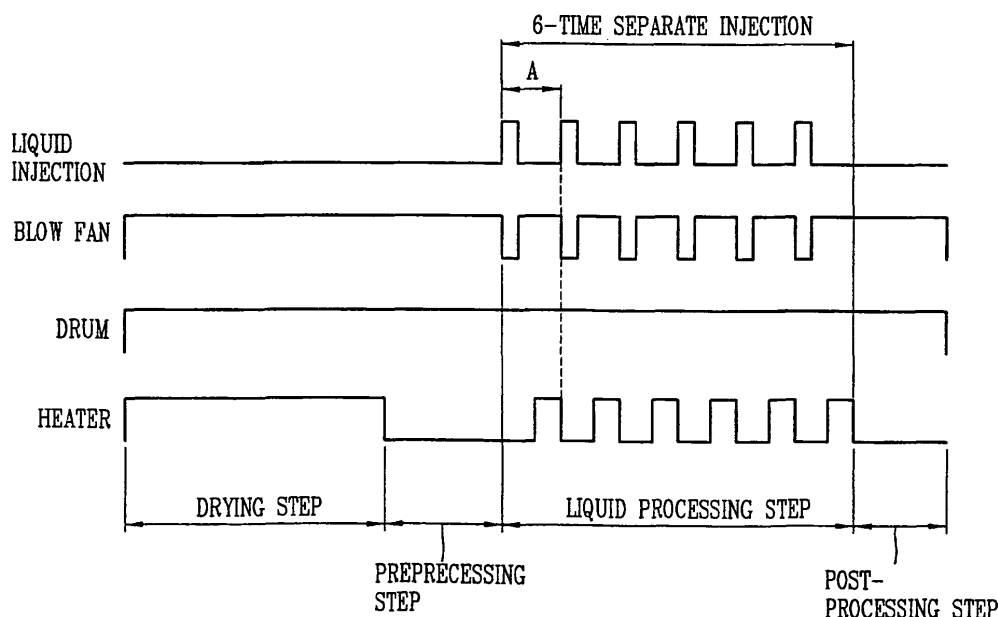 6-TIME SEPARATE INJECTION
A
LIQUID
INJECTION
BLOW FAN
DRUM
HEATER
DRYING STEP
LIQUID PROCESSING STEP
PREPRECESSING
STEP
POST-
PROCESSING STEP